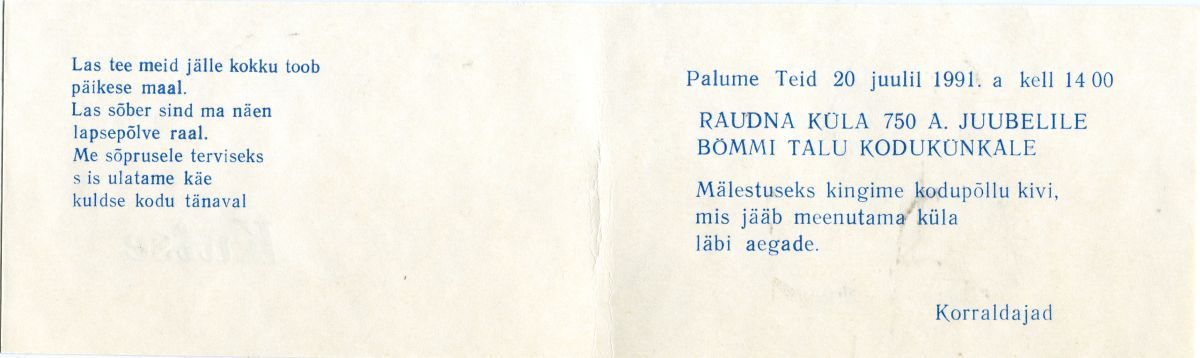 Las tee meid jälle kokku toob
päikese maal.
Las sõber sind ma näen
lapsepõlve raal.
Me sõprusele terviseks
s is ulatame käe
kuldse kodu tänaval
Palume Teid 20 juulil 1991. a kell 14 00
RAUDNA KÜLA 750 A. JUUBELILE
BÖMMI TALU KODUKÜNKALE
Mälestuseks kingime kodupõllu kivi,
mis jääb meenutama küla
läbi aegade.
Korraldajad